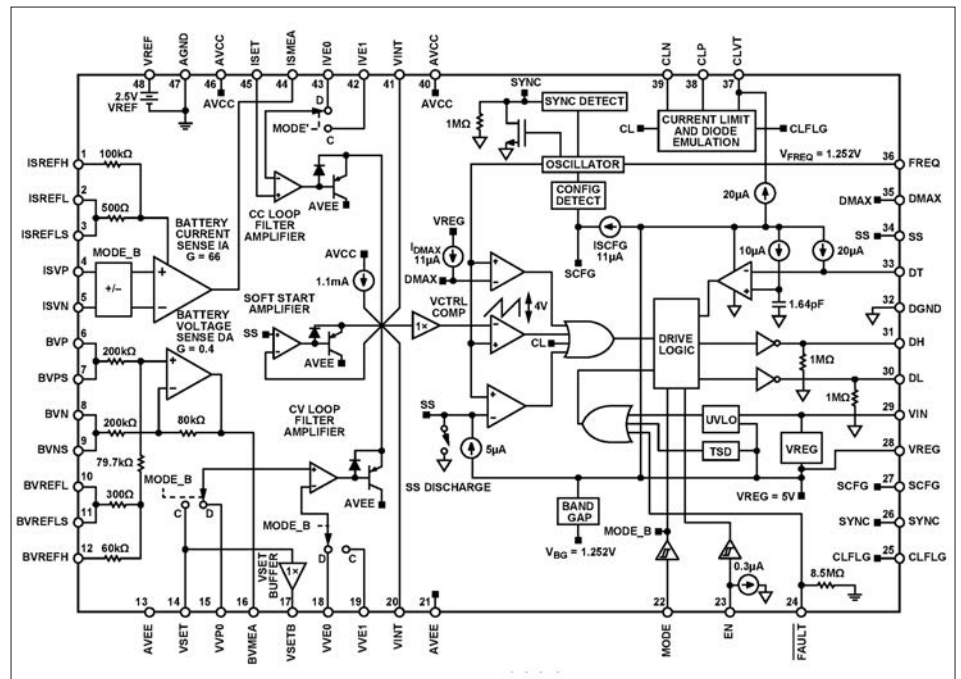 VREF
AGND
AVCC
ISET
ISMEA
IVE0
IVE1
VINT
AVCC
CLN
CLP
CLVT
48
47
46
45
44
43
42
41
40
39
38
37
2.5V
VREF
AVCC
D
MODE'
C
AVCC
SYNC
SYNC DETECT
1MΩ
CL
CURRENT LIMIT
AND DIODE
EMULATION
CLFLG
OSCILLATOR
VFREQ = 1.252V
CONFIG
DETECT
20µA
1
ISREFH
100kΩ
2
ISREFL
500Ω
3
ISREFLS
BATTERY
CURRENT
SENSE IA
G = 66
AVEE
CC LOOP
FILTER
AMPLIFIER
4
ISVP
MODE_B
+/–
5
ISVN
VREG
IDMAX
11µA
DMAX
SCFG
ISCFG
11µA
10µA
20µA
1.64pF
AVCC
1.1mA
SOFT START
AMPLIFIER
SS
AVEE
1×
VCTRL
COMP
4V
CL
DRIVE
LOGIC
BATTERY
VOLTAGE
SENSE DA
G = 0.4
6
BVP
200kΩ
7
BVPS
8
BVN
200kΩ
80kΩ
9
BVNS
79.7kΩ
10
BVREFL
300Ω
11
BVREFLS
12
BVREFH
60kΩ
MODE_B
C
D
CV LOOP
FILTER
AMPLIFIER
AVEE
MODE_B
D
C
VSET
BUFFER
1×
SS
5µA
SS DISCHARGE
BAND
GAP
VBG = 1.252V
UVLO
TSD
VREG
VREG = 5V
1MΩ
1MΩ
MODE_B
0.3µA
8.5MΩ
36
FREQ
35
DMAX
DMAX
34
SS
SS
33
DT
32
DGND
31
DH
30
DL
29
VIN
28
VREG
27
SCFG
SCFG
26
SYNC
SYNC
25
CLFLG
CLFLG
13
14
15
16
17
18
19
20
21
22
23
24
AVEE
VSET
VVP0
BVMEA
VSETB
VVE0
VVE1
VINT
AVEE
MODE
EN
FAULT